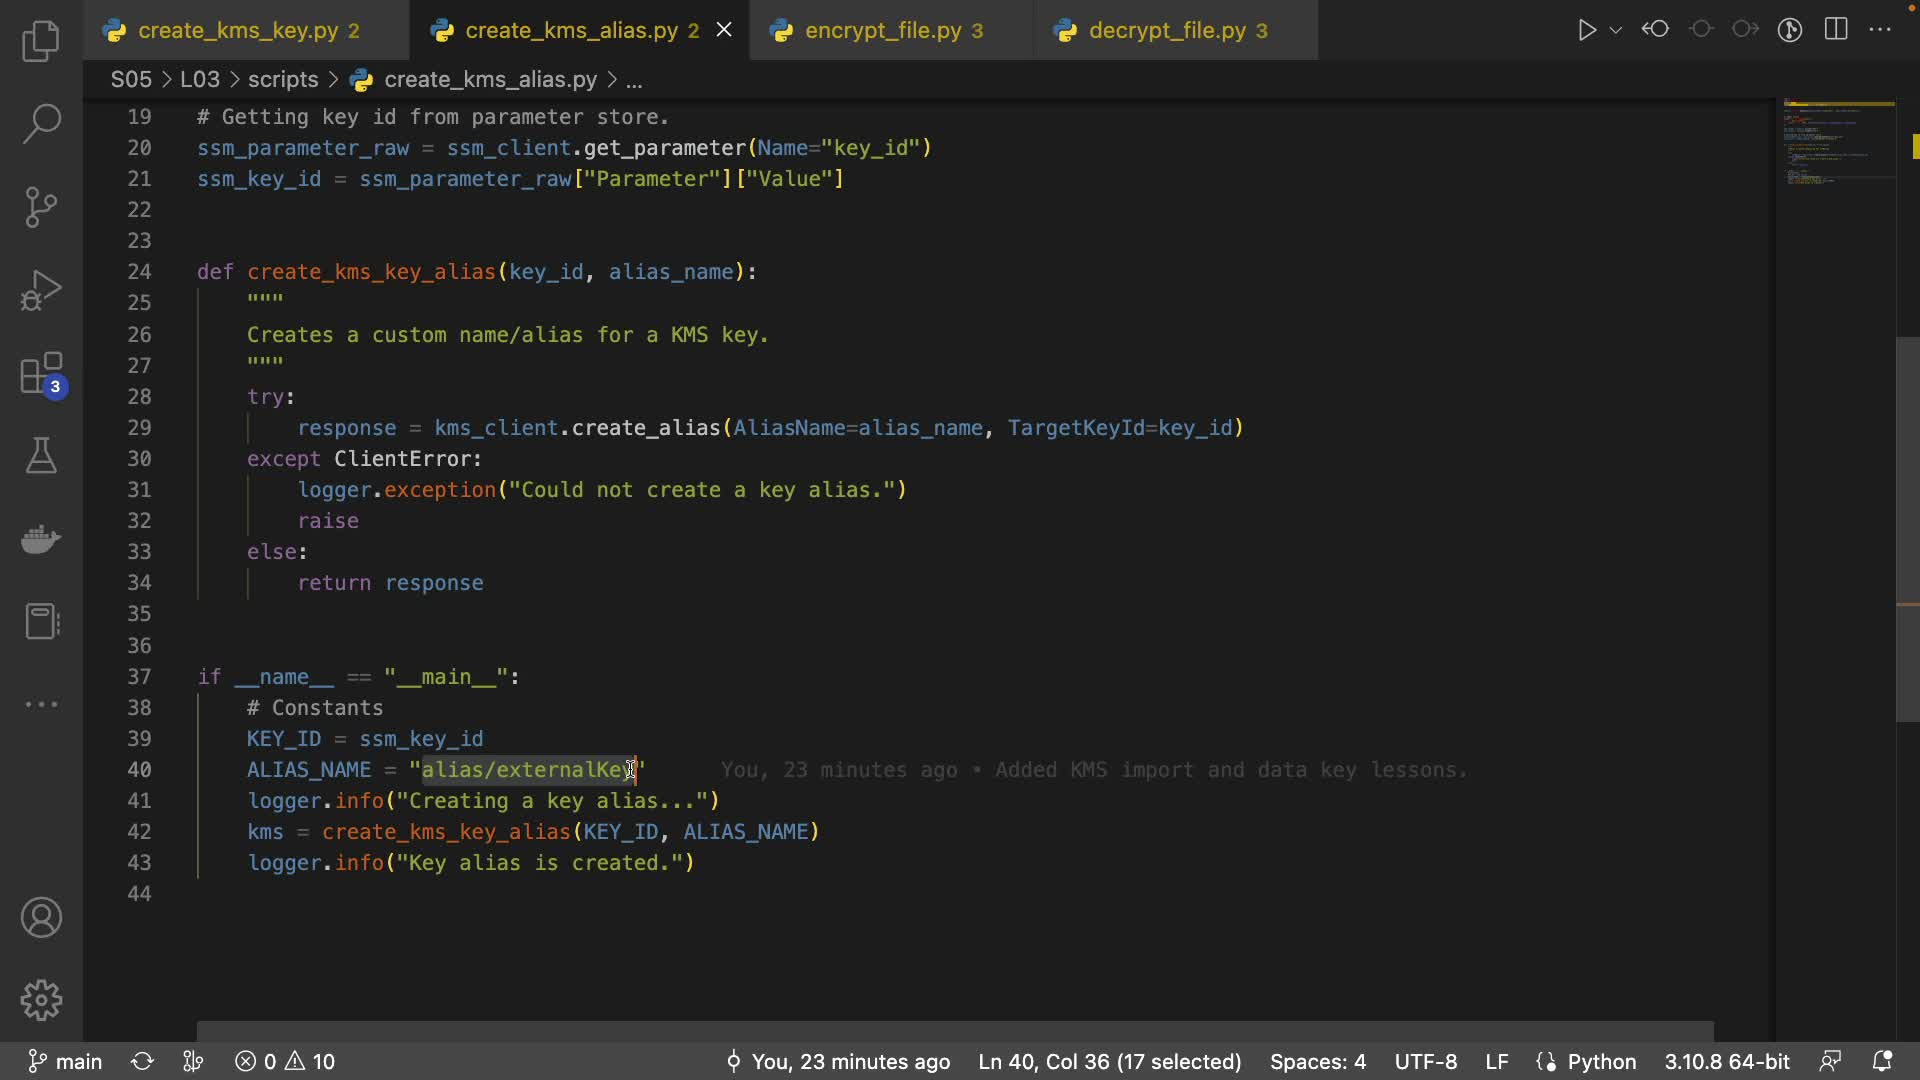 create_kms_key.py 2
create_kms_alias.py 2
encrypt_file.py 3
decrypt_file.py 3
S05 > L03 > scripts > create_kms_alias.py > ...
19 # Getting key id from parameter store.
20 ssm_parameter_raw = ssm_client.get_parameter(Name="key_id")
21 ssm_key_id = ssm_parameter_raw["Parameter"]["Value"]
22
23
24 def create_kms_key_alias(key_id, alias_name):
25 """
26 Creates a custom name/alias for a KMS key.
27 """
28 try:
29 response = kms_client.create_alias(AliasName=alias_name, TargetKeyId=key_id)
30 except ClientError:
31 logger.exception("Could not create a key alias.")
32 raise
33 else:
34 return response
35
36
37 if __name__ == "__main__":
38 # Constants
39 KEY_ID = ssm_key_id
40 ALIAS_NAME = "alias/externalKey" You, 23 minutes ago • Added KMS import and data key lessons.
41 logger.info("Creating a key alias...")
42 kms = create_kms_key_alias(KEY_ID, ALIAS_NAME)
43 logger.info("Key alias is created.")
44
3
main 0 10 You, 23 minutes ago Ln 40, Col 36 (17 selected) Spaces: 4 UTF-8 LF Python 3.10.8 64-bit